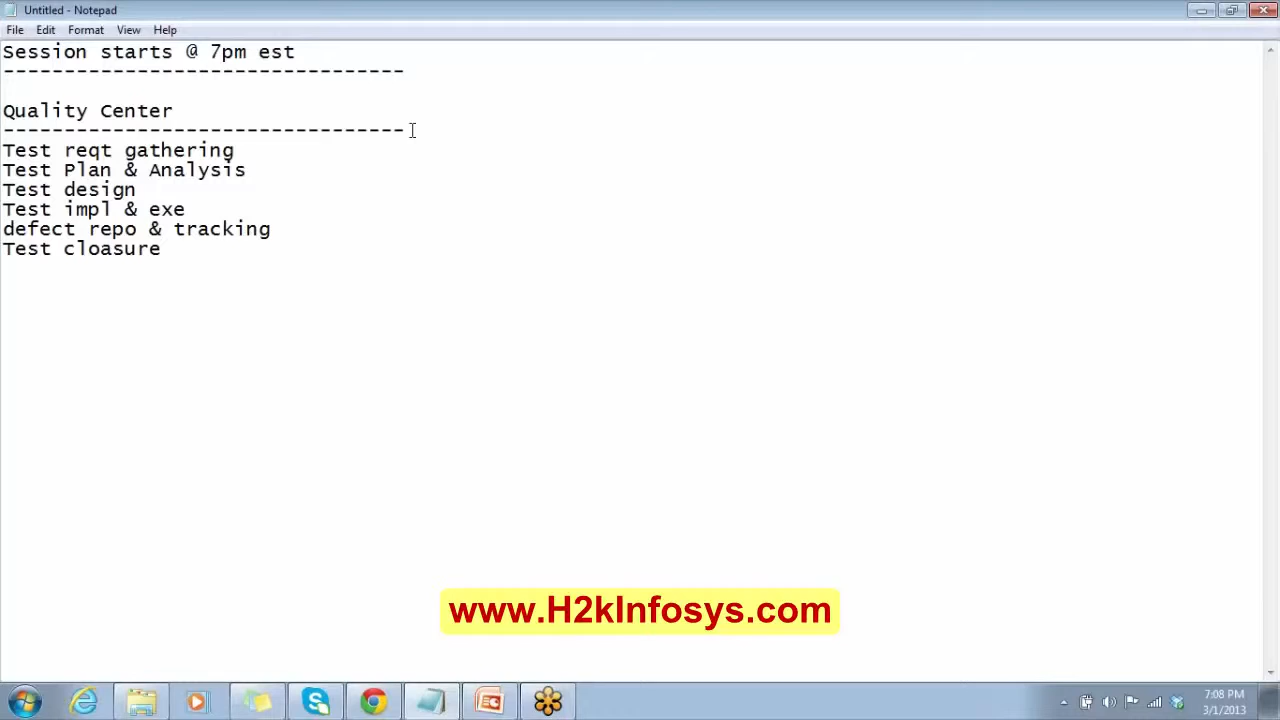 Untitled - Notepad
File Edit Format View Help
Session starts @ 7pm est
---------------------------------
Quality Center
---------------------------------
Test reqt gathering
Test Plan & Analysis
Test design
Test impl & exe
defect repo & tracking
Test cloasure
www.H2kInfosys.com
7:08 PM
3/1/2013